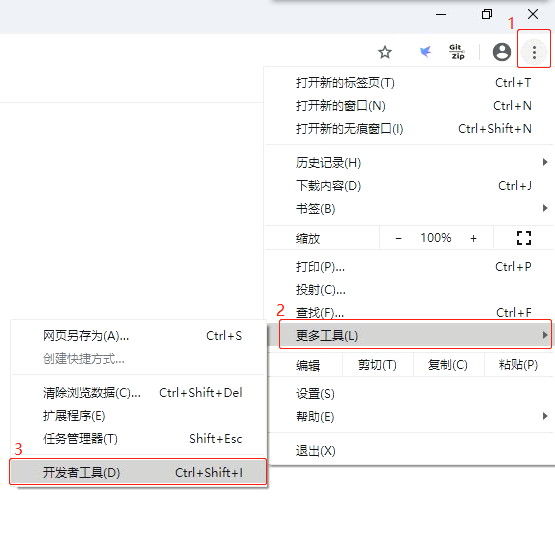 1
Git
Zip
打开新的标签页(T) Ctrl+T
打开新的窗口(N) Ctrl+N
打开新的无痕窗口(I) Ctrl+Shift+N
历史记录(H)
下载内容(D) Ctrl+J
书签(B)
缩放 − 100% +
打印(P)... Ctrl+P
投射(C)...
2
查找(F)... Ctrl+F
更多工具(L)
编辑 剪切(T) 复制(C) 粘贴(P)
设置(S)
帮助(E)
退出(X)
网页另存为(A)... Ctrl+S
创建快捷方式...
清除浏览数据(C)... Ctrl+Shift+Del
扩展程序(E)
任务管理器(T) Shift+Esc
3
开发者工具(D) Ctrl+Shift+I